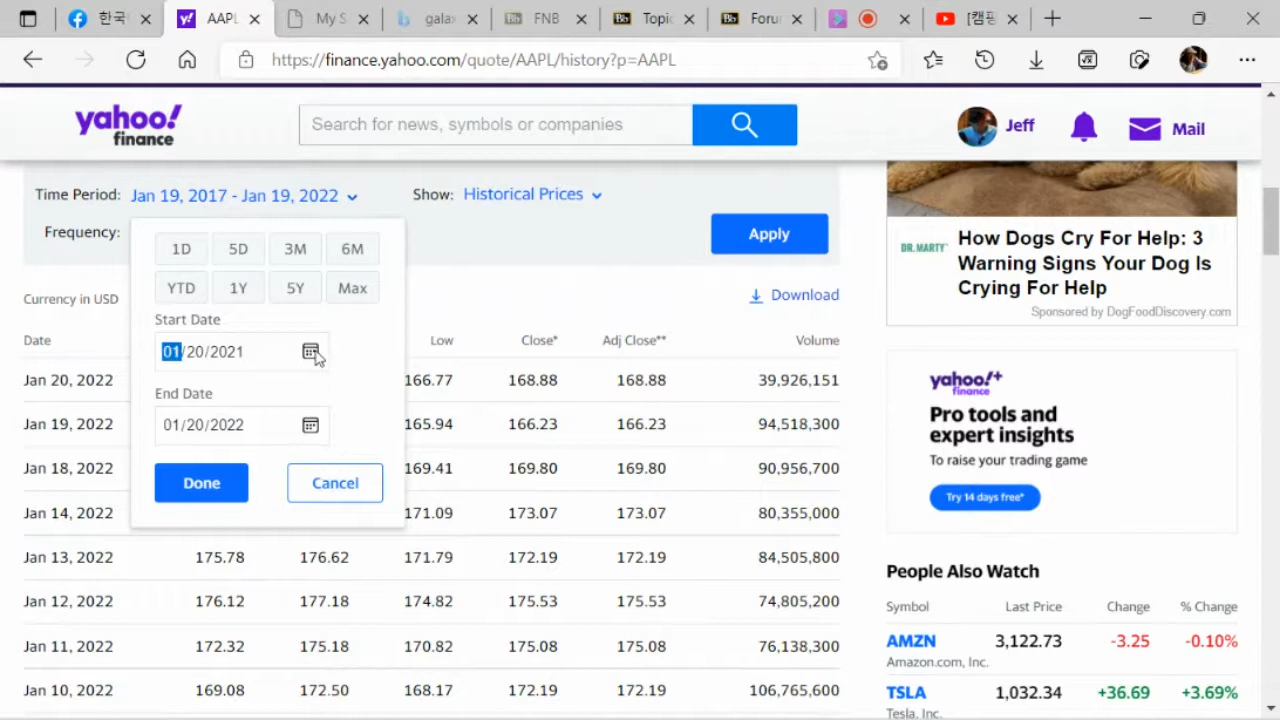 한국
AAPL
My S
gala
FNB
Bb
Topic
Bb
Foru
[캠핑
https://finance.yahoo.com/quote/AAPL/history?p=AAPL
yahoo!
finance
Search for news, symbols or companies
Jeff
Mail
Time Period: Jan 19, 2017 - Jan 19, 2022
Show: Historical Prices
Frequency:
Apply
1D 5D 3M 6M
YTD 1Y 5Y Max
Start Date
01/20/2021
End Date
01/20/2022
Done
Cancel
Currency in USD
Download
Date Low Close* Adj Close** Volume
Jan 20, 2022 166.77 168.88 168.88 39,926,151
Jan 19, 2022 165.94 166.23 166.23 94,518,300
Jan 18, 2022 169.41 169.80 169.80 90,956,700
Jan 14, 2022 171.09 173.07 173.07 80,355,000
Jan 13, 2022 175.78 176.62 171.79 172.19 172.19 84,505,800
Jan 12, 2022 176.12 177.18 174.82 175.53 175.53 74,805,200
Jan 11, 2022 172.32 175.18 170.82 175.08 175.08 76,138,300
Jan 10, 2022 169.08 172.50 168.17 172.19 172.19 106,765,600
DR. MARTY
How Dogs Cry For Help: 3
Warning Signs Your Dog Is
Crying For Help
Sponsored by DogFoodDiscovery.com
yahoo!+
finance
Pro tools and
expert insights
To raise your trading game
Try 14 days free*
People Also Watch
Symbol Last Price Change % Change
AMZN 3,122.73 -3.25 -0.10%
Amazon.com, Inc.
TSLA 1,032.34 +36.69 +3.69%
Tesla, Inc.